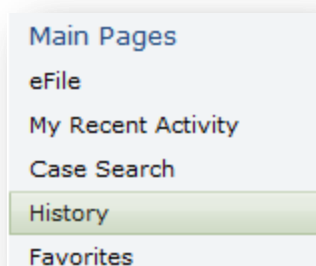 Main Pages
eFile
My Recent Activity
Case Search
History
Favorites